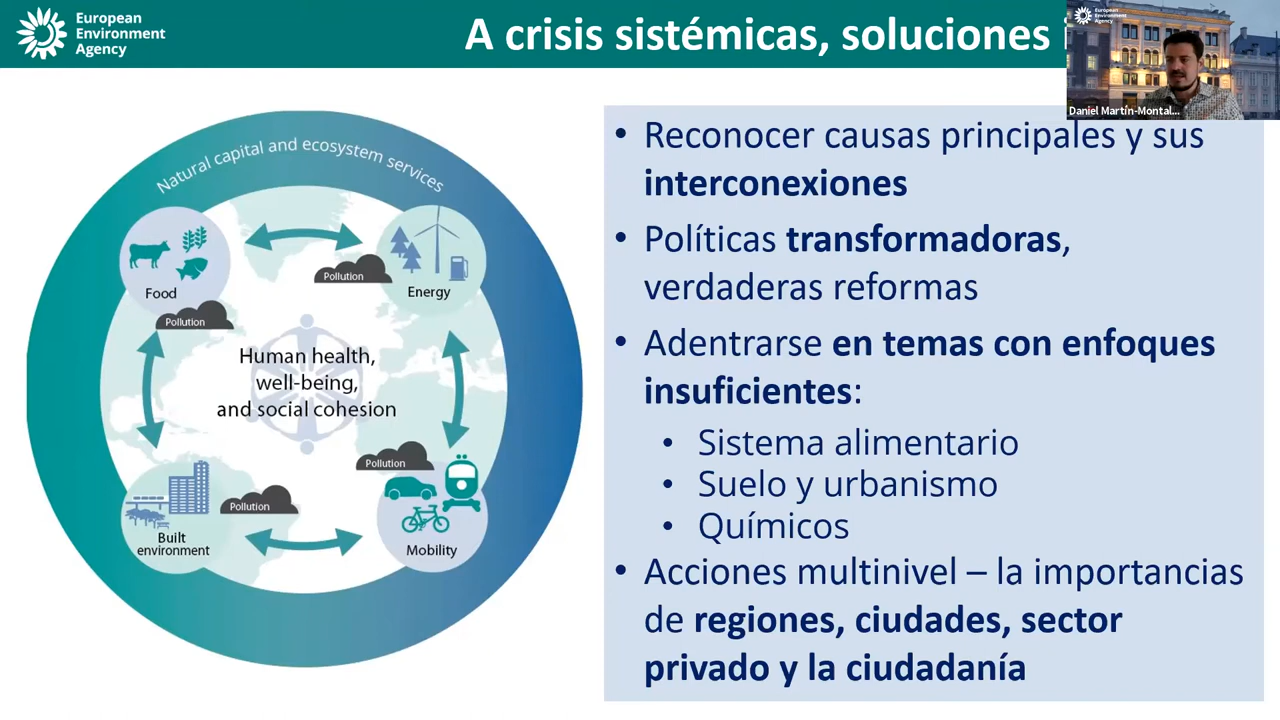 European
Environment
Agency
A crisis sistémicas, soluciones
European
Environment
Agency
Daniel Martín-Montal...
Natural capital and ecosystem services
Food
Pollution
Pollution
Energy
Human health,
well-being,
and social cohesion
Pollution
Pollution
Built
environment
Mobility
• Reconocer causas principales y sus
interconexiones
• Políticas transformadoras,
verdaderas reformas
• Adentrarse en temas con enfoques
insuficientes:
• Sistema alimentario
• Suelo y urbanismo
• Químicos
• Acciones multinivel – la importancias
de regiones, ciudades, sector
privado y la ciudadanía